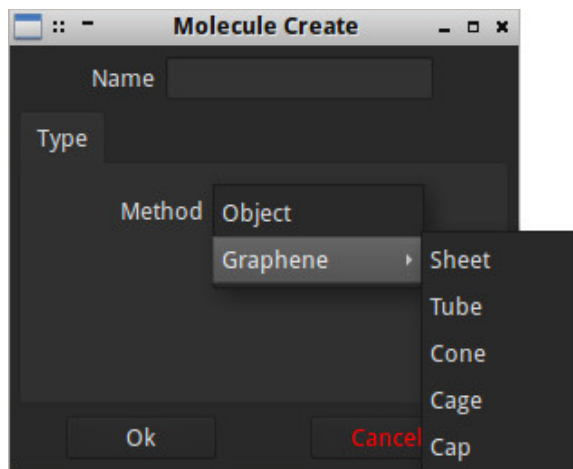 Molecule Create
Name
Type
Method Object
Graphene Sheet
Tube
Cone
Cage
Ok Cancel Cap